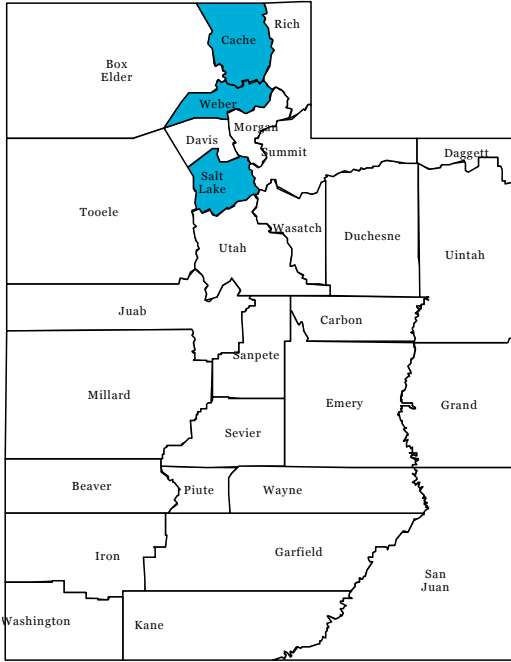 Rich
Cache
Box
Elder
Weber
Morgan
Davis
Summit
Daggett
Salt
Lake
Tooele
Wasatch
Duchesne
Utah
Uintah
Juab
Carbon
Sanpete
Millard
Emery
Grand
Sevier
Beaver
Piute
Wayne
Iron
Garfield
San
Juan
Washington
Kane